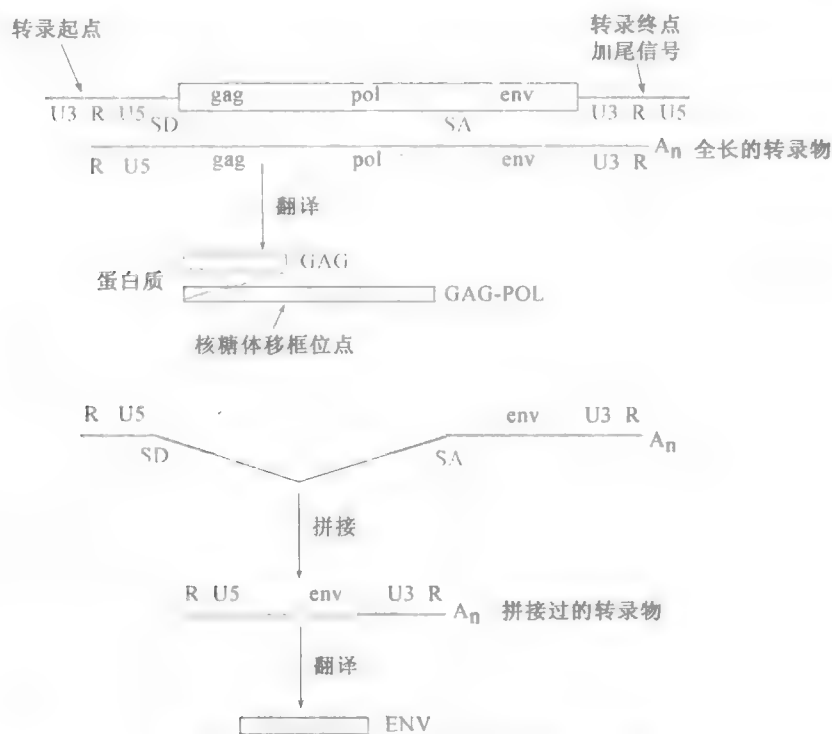 转录起点
转录终点
加尾信号
gag pol env
U3 R U5 SD SA U3 R U5
R U5 gag pol env U3 R An 全长的转录物
翻译
蛋白质
GAG
GAG-POL
核糖体移框位点
R U5 env U3 R
SD SA An
拼接
R U5 env U3 R
An 拼接过的转录物
翻译
ENV